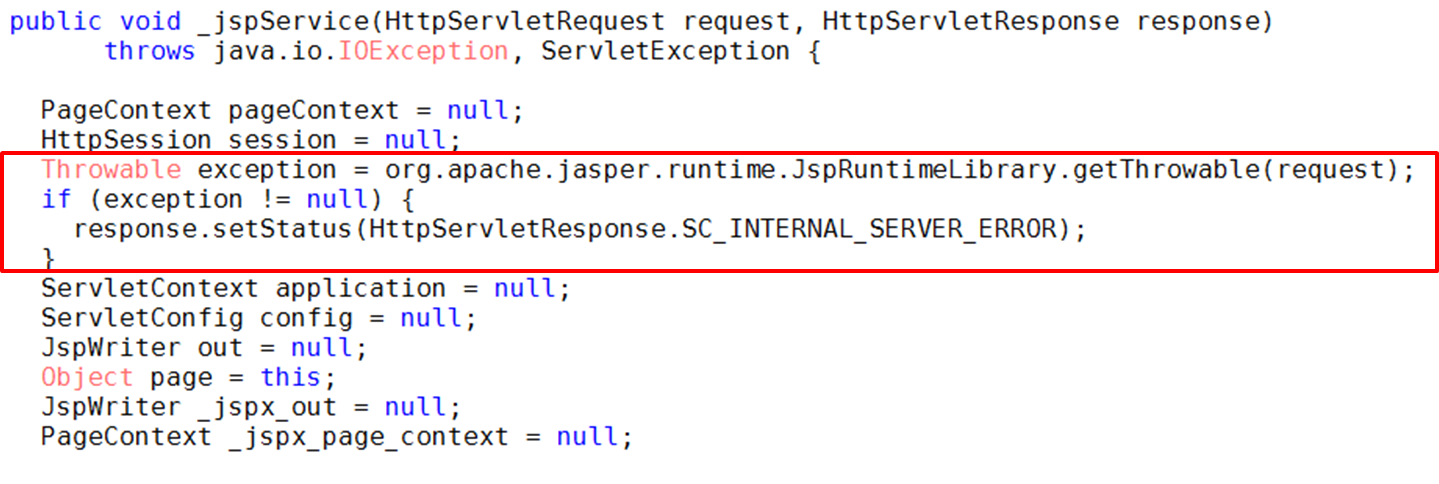 public void _jspService(HttpServletRequest request, HttpServletResponse response)
      throws java.io.IOException, ServletException {
  PageContext pageContext = null;
  HttpSession session = null;
  Throwable exception = org.apache.jasper.runtime.JspRuntimeLibrary.getThrowable(request);
  if (exception != null) {
    response.setStatus(HttpServletResponse.SC_INTERNAL_SERVER_ERROR);
  }
  ServletContext application = null;
  ServletConfig config = null;
  JspWriter out = null;
  Object page = this;
  JspWriter _jspx_out = null;
  PageContext _jspx_page_context = null;